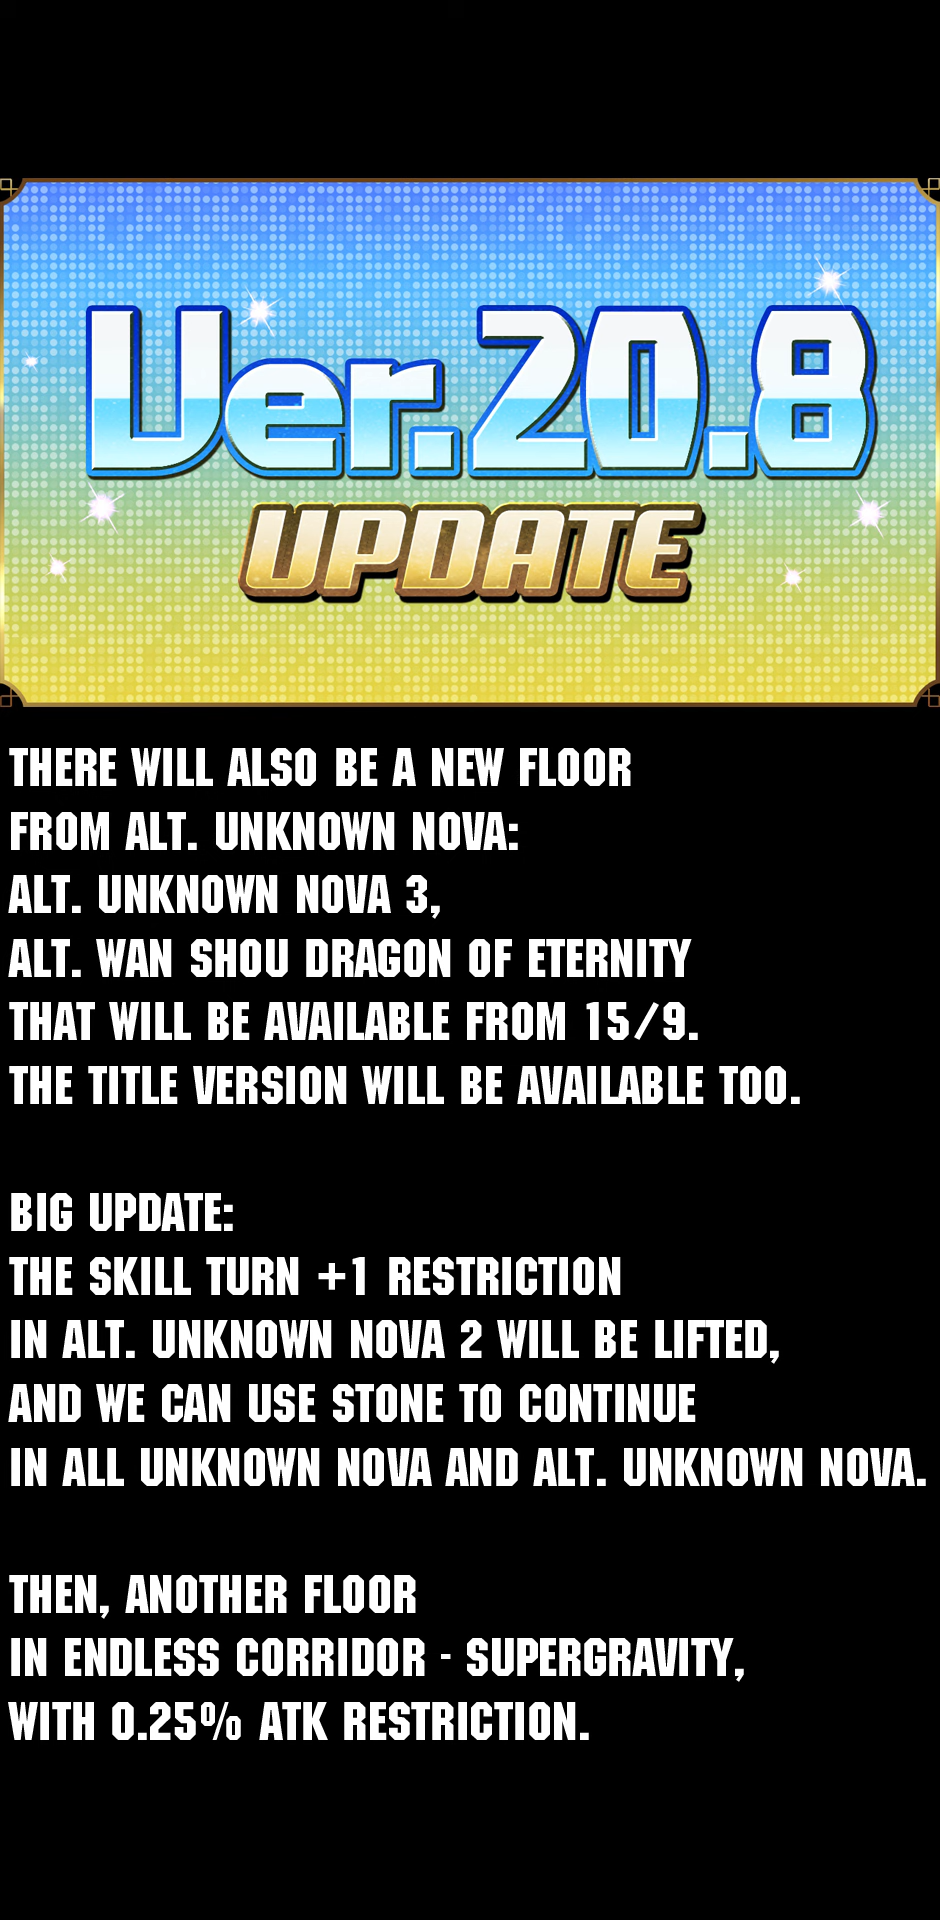 Ver.20.8
UPDATE
THERE WILL ALSO BE A NEW FLOOR
FROM ALT. UNKNOWN NOVA:
ALT. UNKNOWN NOVA 3,
ALT. WAN SHOU DRAGON OF ETERNITY
THAT WILL BE AVAILABLE FROM 15/9.
THE TITLE VERSION WILL BE AVAILABLE TOO.
BIG UPDATE:
THE SKILL TURN +1 RESTRICTION
IN ALT. UNKNOWN NOVA 2 WILL BE LIFTED,
AND WE CAN USE STONE TO CONTINUE
IN ALL UNKNOWN NOVA AND ALT. UNKNOWN NOVA.
THEN, ANOTHER FLOOR
IN ENDLESS CORRIDOR - SUPERGRAVITY,
WITH 0.25% ATK RESTRICTION.